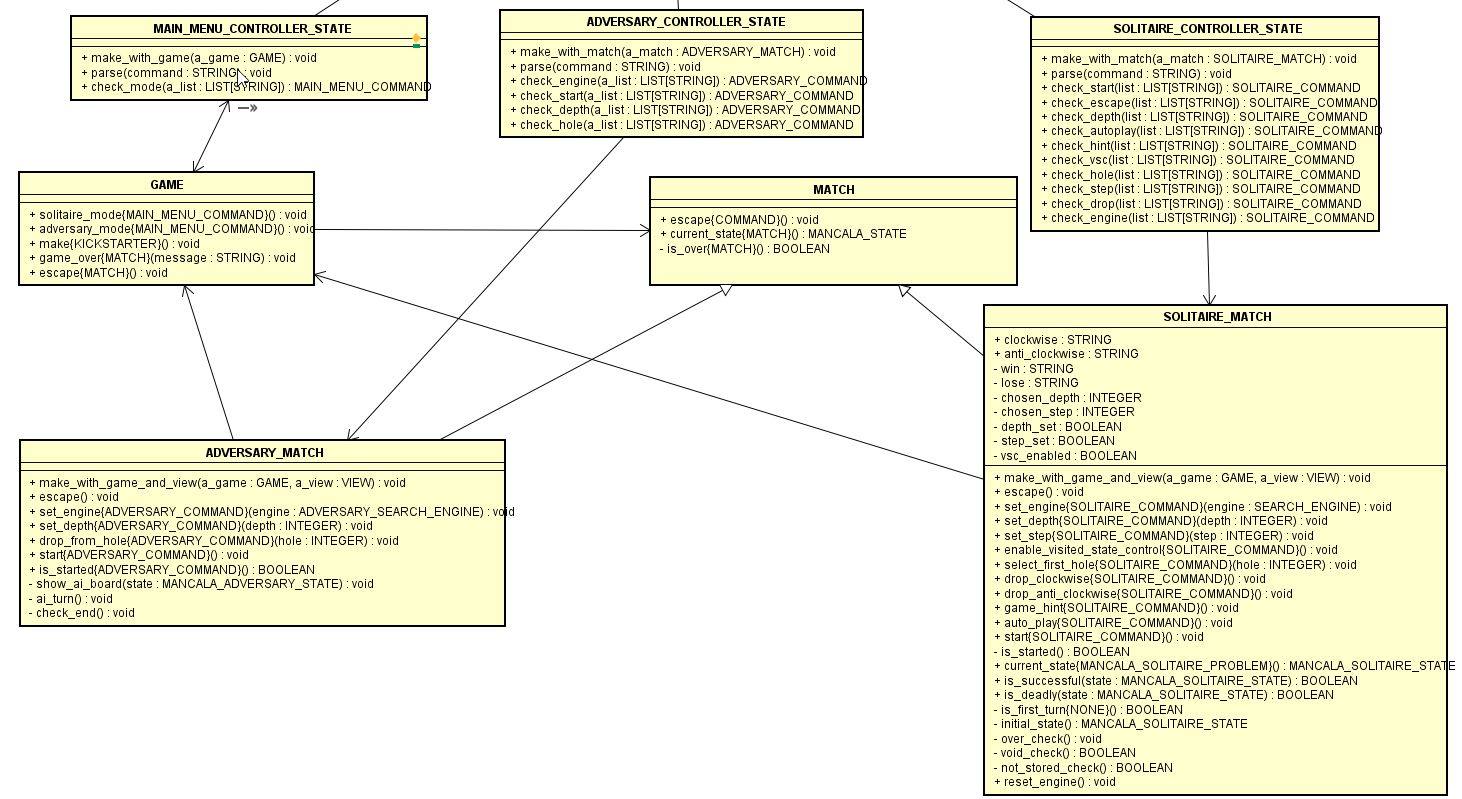 MAIN_MENU_CONTROLLER_STATE
+ make_with_game(a_game : GAME) : void
+ parse(command : STRING) : void
+ check_mode(a_list : LIST[STRING]) : MAIN_MENU_COMMAND
ADVERSARY_CONTROLLER_STATE
+ make_with_match(a_match : ADVERSARY_MATCH) : void
+ parse(command : STRING) : void
+ check_engine(a_list : LIST[STRING]) : ADVERSARY_COMMAND
+ check_start(a_list : LIST[STRING]) : ADVERSARY_COMMAND
+ check_depth(a_list : LIST[STRING]) : ADVERSARY_COMMAND
+ check_hole(a_list : LIST[STRING]) : ADVERSARY_COMMAND
SOLITAIRE_CONTROLLER_STATE
+ make_with_match(a_match : SOLITAIRE_MATCH) : void
+ parse(command : STRING) : void
+ check_start(list : LIST[STRING]) : SOLITAIRE_COMMAND
+ check_escape(list : LIST[STRING]) : SOLITAIRE_COMMAND
+ check_depth(list : LIST[STRING]) : SOLITAIRE_COMMAND
+ check_autoplay(list : LIST[STRING]) : SOLITAIRE_COMMAND
+ check_hint(list : LIST[STRING]) : SOLITAIRE_COMMAND
+ check_vsc(list : LIST[STRING]) : SOLITAIRE_COMMAND
+ check_hole(list : LIST[STRING]) : SOLITAIRE_COMMAND
+ check_step(list : LIST[STRING]) : SOLITAIRE_COMMAND
+ check_drop(list : LIST[STRING]) : SOLITAIRE_COMMAND
+ check_engine(list : LIST[STRING]) : SOLITAIRE_COMMAND
GAME
+ solitaire_mode{MAIN_MENU_COMMAND}() : void
+ adversary_mode{MAIN_MENU_COMMAND}() : void
+ make{KICKSTARTER}() : void
+ game_over{MATCH}(message : STRING) : void
+ escape{MATCH}() : void
MATCH
+ escape{COMMAND}() : void
+ current_state{MATCH}() : MANCALA_STATE
- is_over{MATCH}() : BOOLEAN
ADVERSARY_MATCH
+ make_with_game_and_view(a_game : GAME, a_view : VIEW) : void
+ escape() : void
+ set_engine{ADVERSARY_COMMAND}(engine : ADVERSARY_SEARCH_ENGINE) : void
+ set_depth{ADVERSARY_COMMAND}(depth : INTEGER) : void
+ drop_from_hole{ADVERSARY_COMMAND}(hole : INTEGER) : void
+ start{ADVERSARY_COMMAND}() : void
+ is_started{ADVERSARY_COMMAND}() : BOOLEAN
- show_ai_board(state : MANCALA_ADVERSARY_STATE) : void
- ai_turn() : void
- check_end() : void
SOLITAIRE_MATCH
+ clockwise : STRING
+ anti_clockwise : STRING
- win : STRING
- lose : STRING
- chosen_depth : INTEGER
- chosen_step : INTEGER
- depth_set : BOOLEAN
- step_set : BOOLEAN
- vsc_enabled : BOOLEAN
+ make_with_game_and_view(a_game : GAME, a_view : VIEW) : void
+ escape() : void
+ set_engine{SOLITAIRE_COMMAND}(engine : SEARCH_ENGINE) : void
+ set_depth{SOLITAIRE_COMMAND}(depth : INTEGER) : void
+ set_step{SOLITAIRE_COMMAND}(step : INTEGER) : void
+ enable_visited_state_control{SOLITAIRE_COMMAND}() : void
+ select_first_hole{SOLITAIRE_COMMAND}(hole : INTEGER) : void
+ drop_clockwise{SOLITAIRE_COMMAND}() : void
+ drop_anti_clockwise{SOLITAIRE_COMMAND}() : void
+ game_hint{SOLITAIRE_COMMAND}() : void
+ auto_play{SOLITAIRE_COMMAND}() : void
+ start{SOLITAIRE_COMMAND}() : void
- is_started() : BOOLEAN
+ current_state{MANCALA_SOLITAIRE_PROBLEM}() : MANCALA_SOLITAIRE_STATE
+ is_successful(state : MANCALA_SOLITAIRE_STATE) : BOOLEAN
+ is_deadly(state : MANCALA_SOLITAIRE_STATE) : BOOLEAN
- is_first_turn{NONE}() : BOOLEAN
- initial_state() : MANCALA_SOLITAIRE_STATE
- over_check() : void
- void_check() : BOOLEAN
- not_stored_check() : BOOLEAN
+ reset_engine() : void